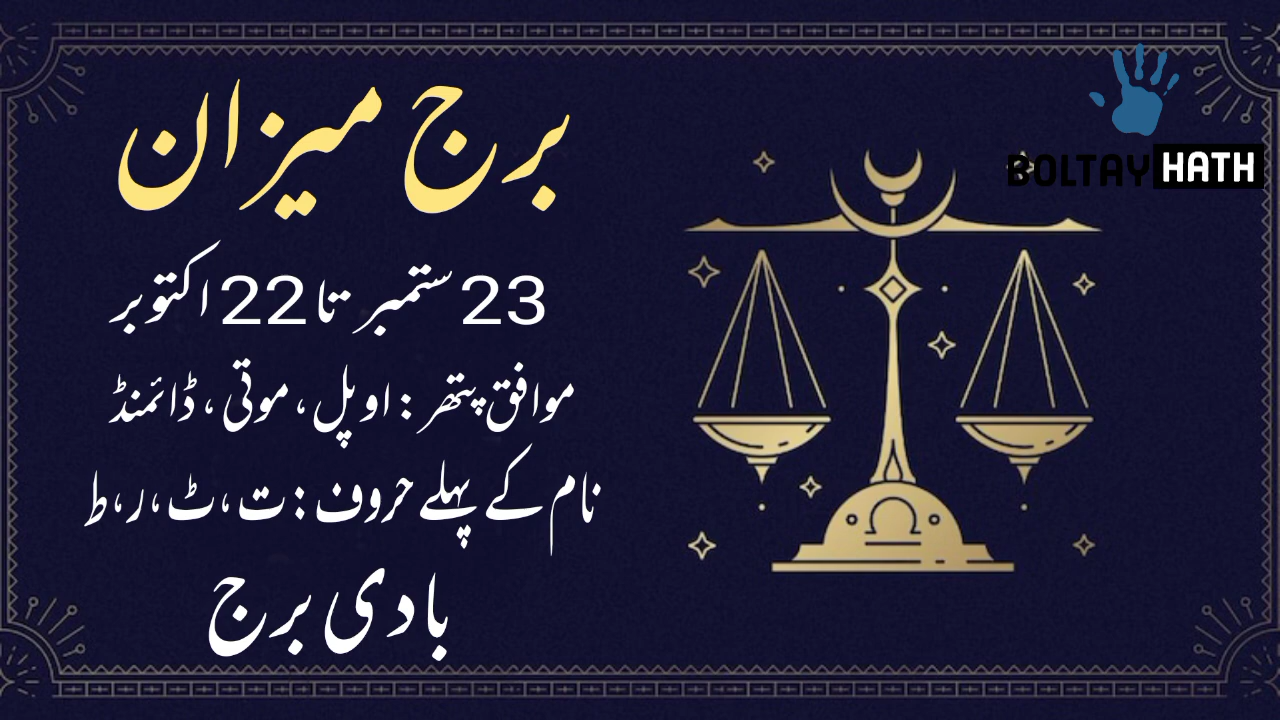 برج میزان
23 ستمبر تا 22 اکتوبر
موافق پتھر : اوپل ، موتی ، ڈائمنڈ
نام کے پہلے حروف : ت ، ٹ ، ر ، ط
بادی برج
BOLTAY HATH